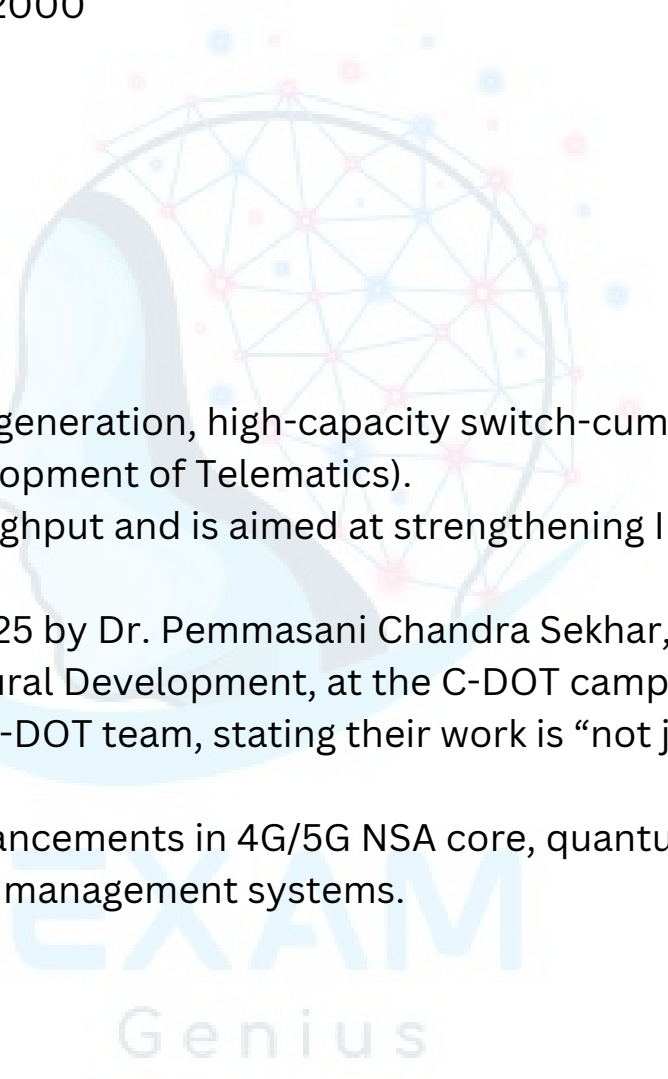 2000
generation, high-capacity switch-cum
opment of Telematics).
ghput and is aimed at strengthening I
25 by Dr. Pemmasani Chandra Sekhar,
ural Development, at the C-DOT camp
-DOT team, stating their work is “not j
ancements in 4G/5G NSA core, quantu
management systems.
EXAM
Genius